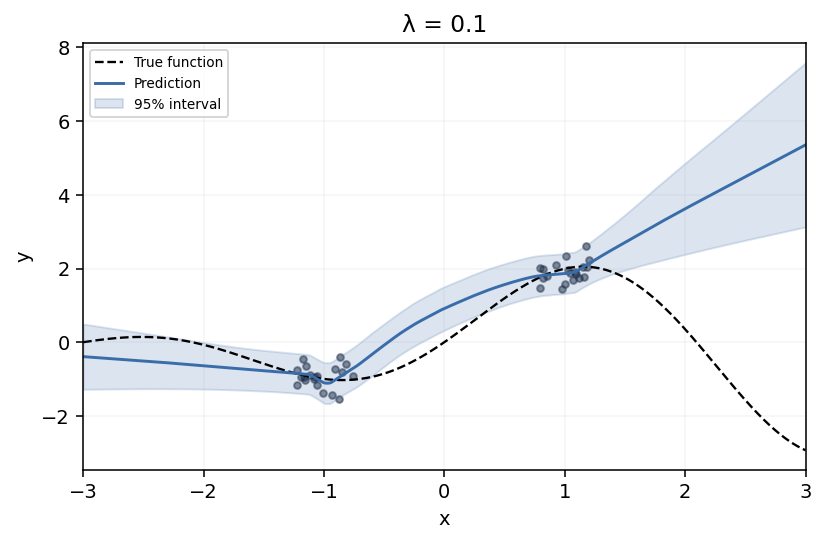 λ = 0.1
True function
Prediction
95% interval
y
8
6
4
2
0
−2
−3 −2 −1 0 1 2 3
x